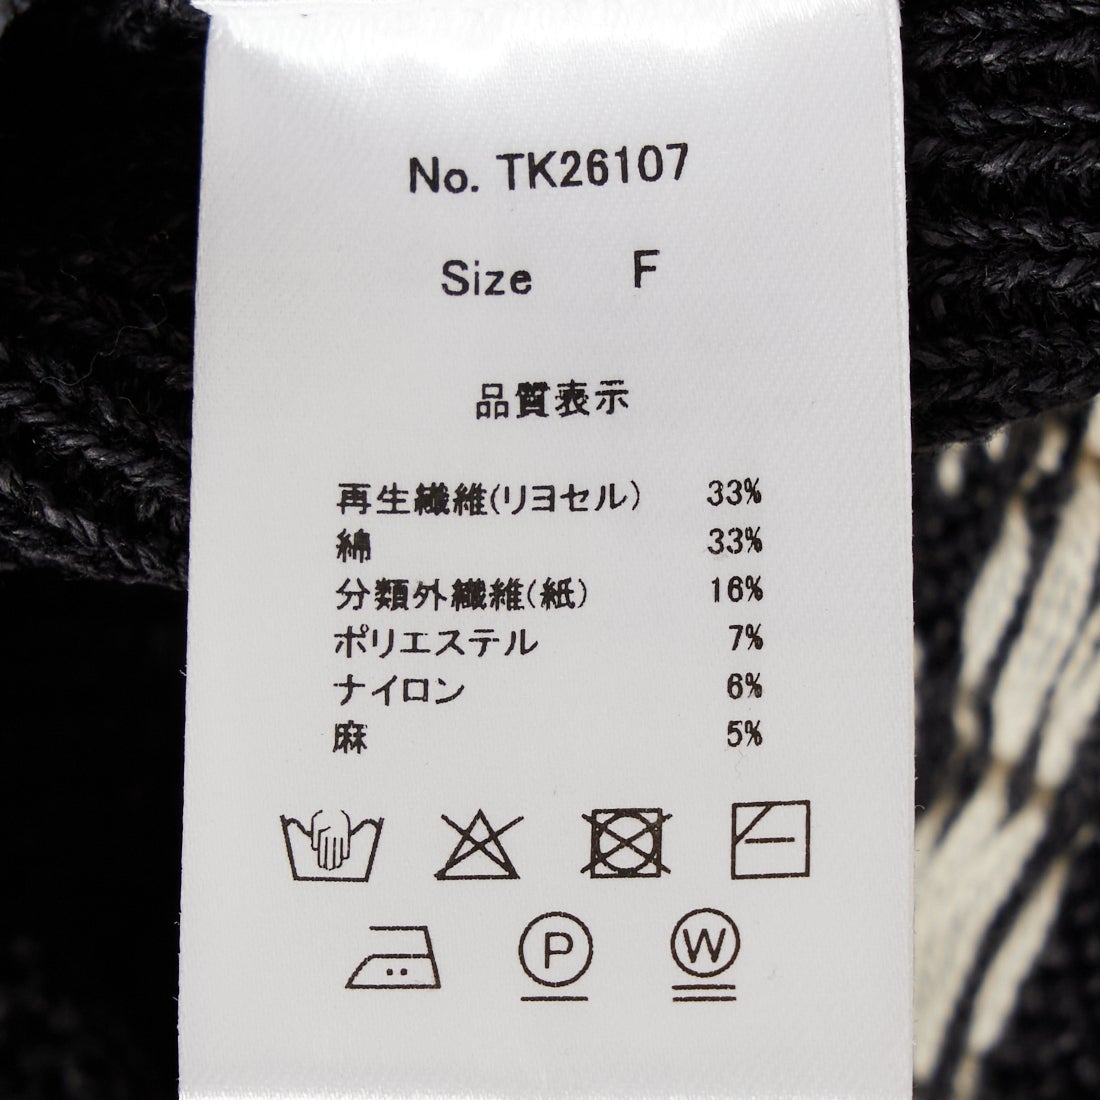 No. TK26107
Size F
品質表示
再生繊維(リヨセル) 33%
綿 33%
分類外繊維(紙) 16%
ポリエステル 7%
ナイロン 6%
麻 5%
P W